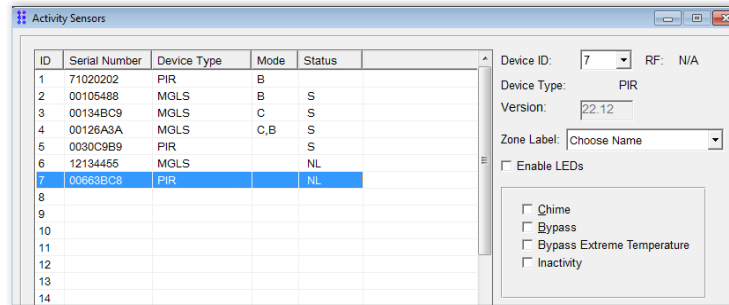 Activity Sensors
ID Serial Number Device Type Mode Status
1 71020202 PIR B
2 00105488 MGLS B S
3 00134BC9 MGLS C S
4 00126A3A MGLS C,B S
5 0030C9B9 PIR S
6 12134455 MGLS NL
7 00663BC8 PIR NL
8
9
10
11
12
13
14
Device ID: 7 RF: N/A
Device Type: PIR
Version: 22.12
Zone Label: Choose Name
Enable LEDs
Chime
Bypass
Bypass Extreme Temperature
Inactivity